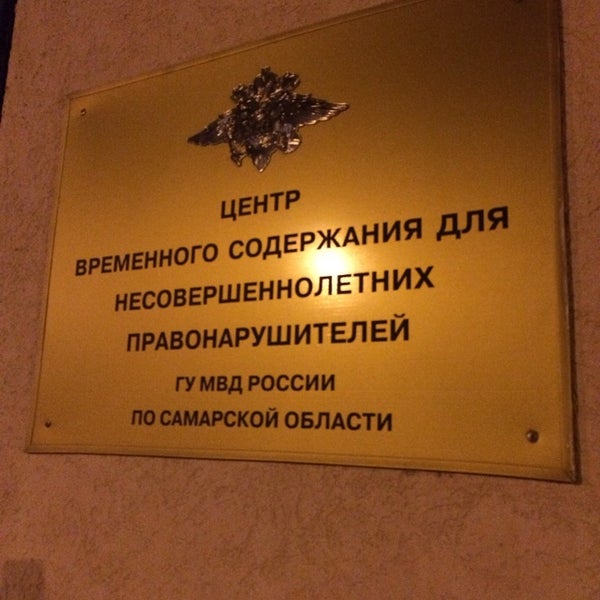 ЦЕНТР
ВРЕМЕННОГО СОДЕРЖАНИЯ ДЛЯ
НЕСОВЕРШЕННОЛЕТНИХ
ПРАВОНАРУШИТЕЛЕЙ
ГУ МВД РОССИИ
ПО САМАРСКОЙ ОБЛАСТИ